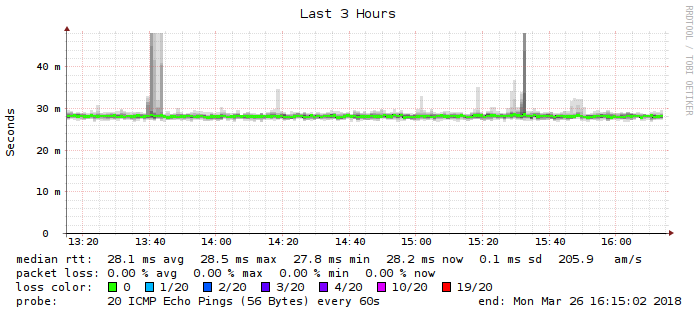 Last 3 Hours
RRDTOOL / TOBI OETIKER
Seconds
40 m
30 m
20 m
10 m
0
13:20 13:40 14:00 14:20 14:40 15:00 15:20 15:40 16:00
median rtt: 28.1 ms avg 28.5 ms max 27.8 ms min 28.2 ms now 0.1 ms sd 205.9 am/s
packet loss: 0.00 % avg 0.00 % max 0.00 % min 0.00 % now
loss color: 0 1/20 2/20 3/20 4/20 10/20 19/20
probe: 20 ICMP Echo Pings (56 Bytes) every 60s end: Mon Mar 26 16:15:02 2018